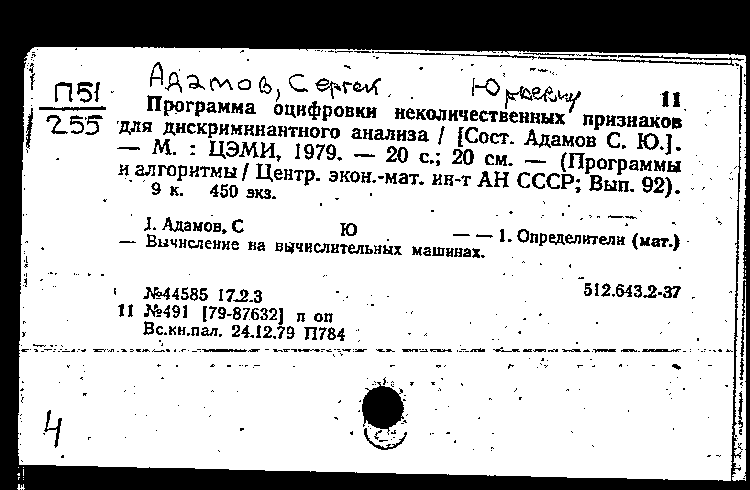 П51
255
Адамов, Сергей Юрьевич
11
Программа оцифровки неколичественных признаков
для дискриминантного анализа / [Сост. Адамов С. Ю.].
— М. : ЦЭМИ, 1979. — 20 с.; 20 см. — (Программы
и алгоритмы / Центр. экон.-мат. ин-т АН СССР; Вып. 92).
9 к. 450 экз.
I. Адамов, С Ю — — 1. Определители (мат.)
— Вычисление на вычислительных машинах.
№44585 17.2.3 512.643.2-37
11 №491 [79-87632] п оп
Вс.кн.пал. 24.12.79 П784
4